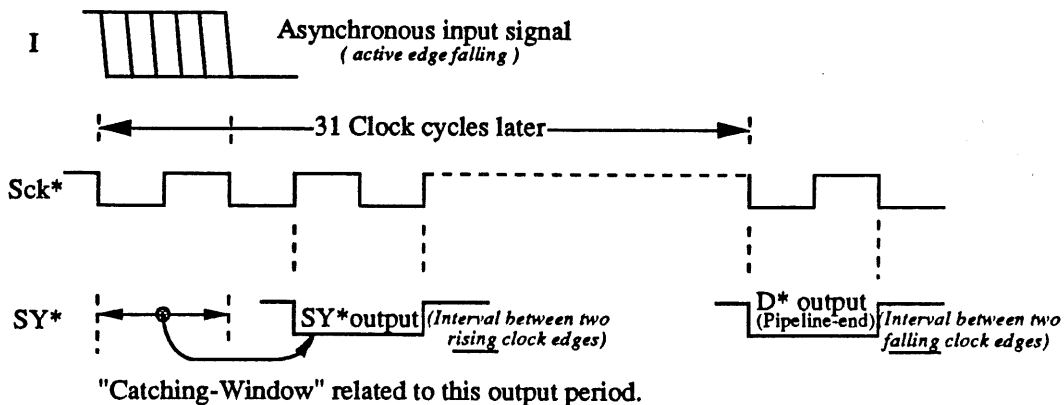 I
Asynchronous input signal
( active edge falling )
31 Clock cycles later
Sck*
SY*
SY*output
(Interval between two
rising clock edges)
D* output
(Pipeline-end)
(Interval between two
falling clock edges)
"Catching-Window" related to this output period.